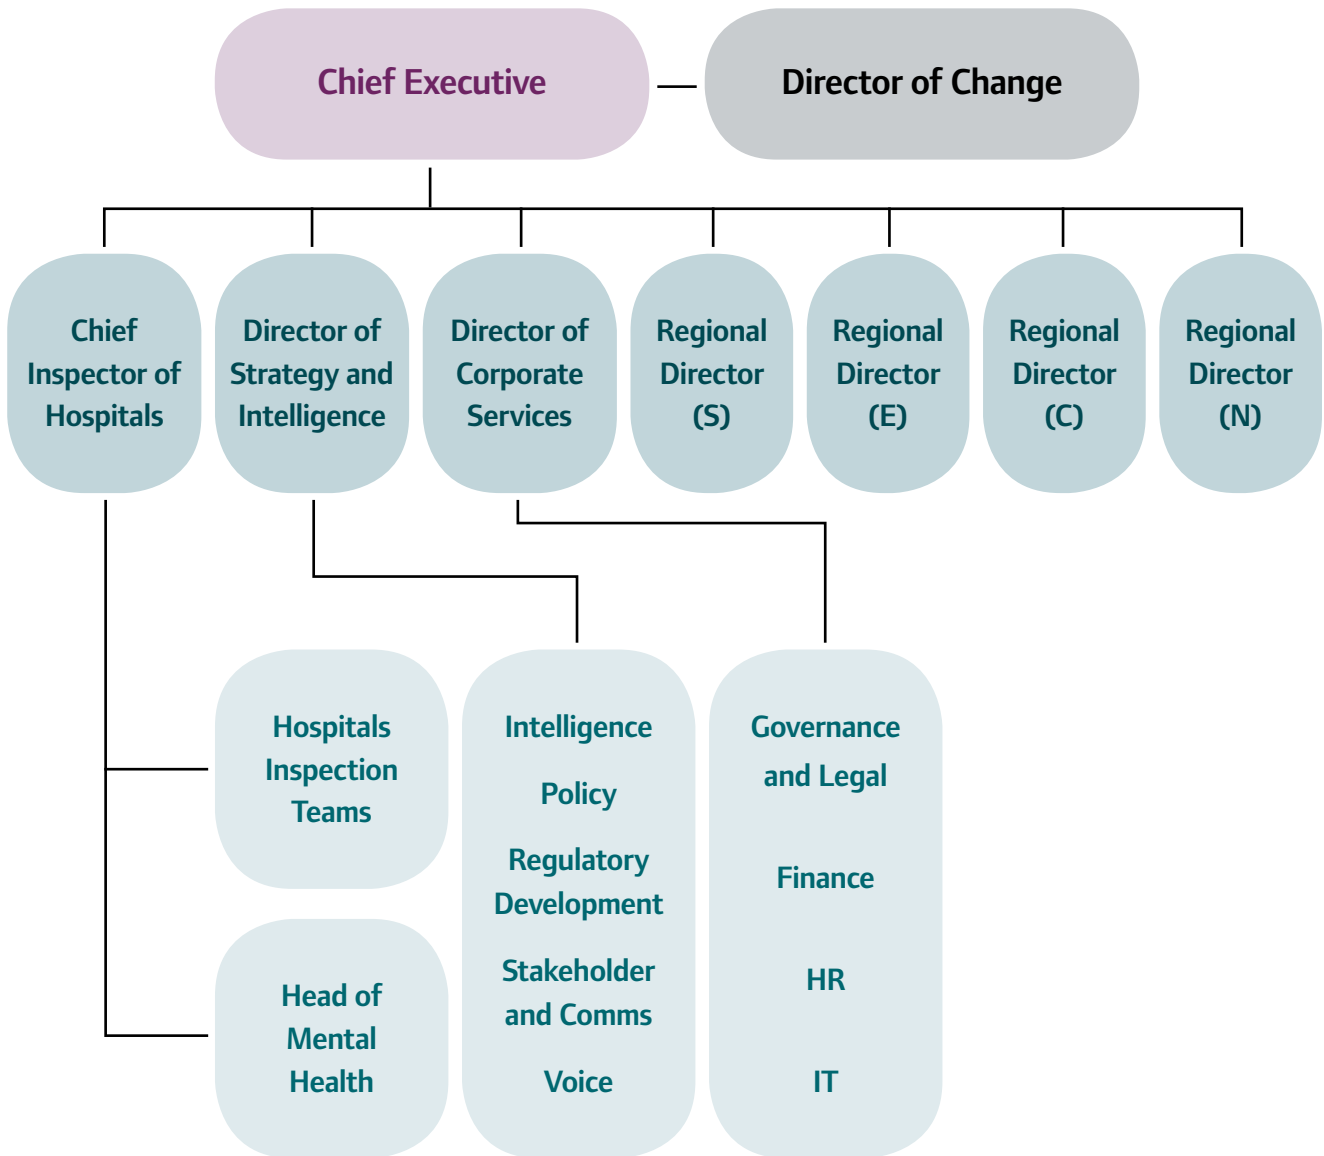 Chief Executive
Director of Change
Chief
Inspector of
Hospitals
Director of
Strategy and
Intelligence
Director of
Corporate
Services
Regional
Director
(S)
Regional
Director
(E)
Regional
Director
(C)
Regional
Director
(N)
Hospitals
Inspection
Teams
Head of
Mental
Health
Intelligence
Policy
Regulatory
Development
Stakeholder
and Comms
Voice
Governance
and Legal
Finance
HR
IT